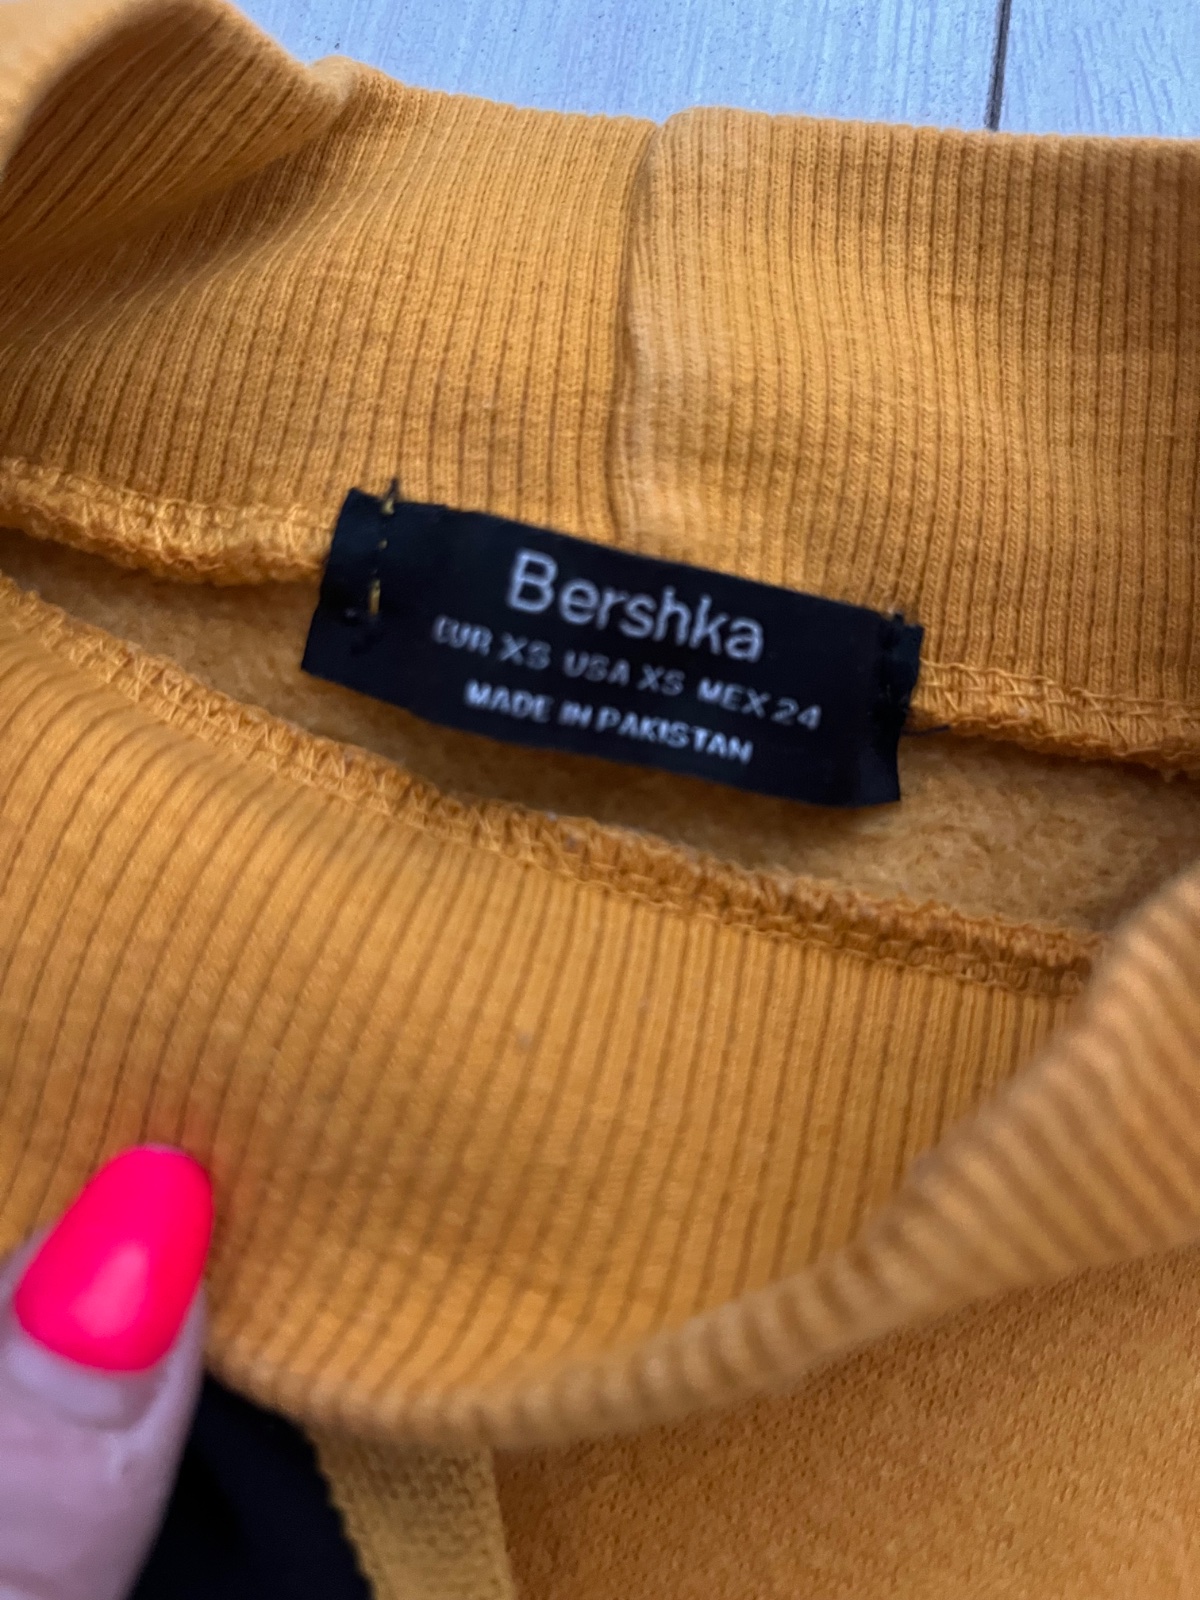 Bershka
EUR XS USA XS MEX 24
MADE IN PAKISTAN